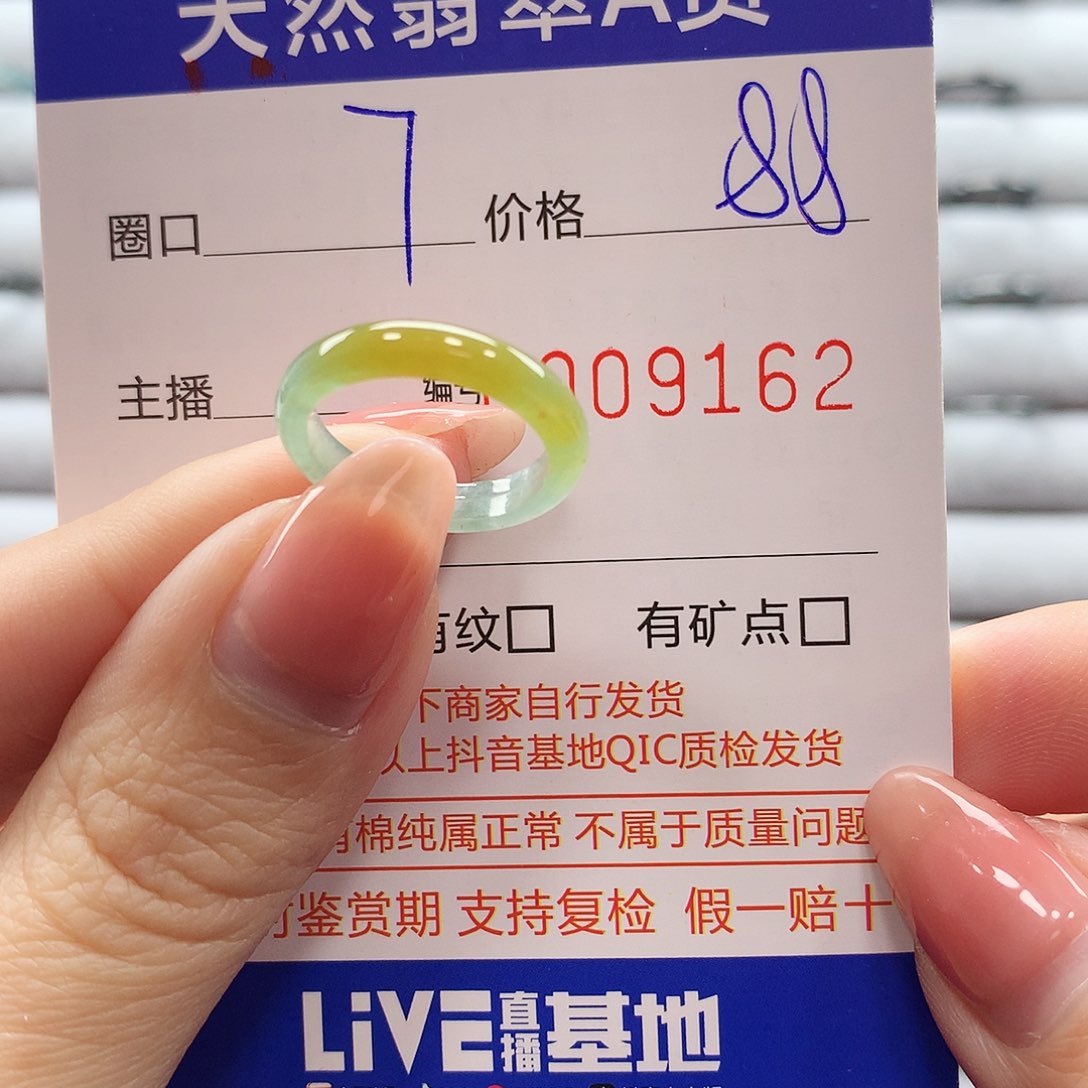 天然翡翠A货
圈口 7 价格 88
主播 编号 009162
有纹□ 有矿点□
下商家自行发货
以上抖音基地QIC质检发货
有棉纯属正常 不属于质量问题
时鉴赏期 支持复检 假一赔十
LiVE直播基地